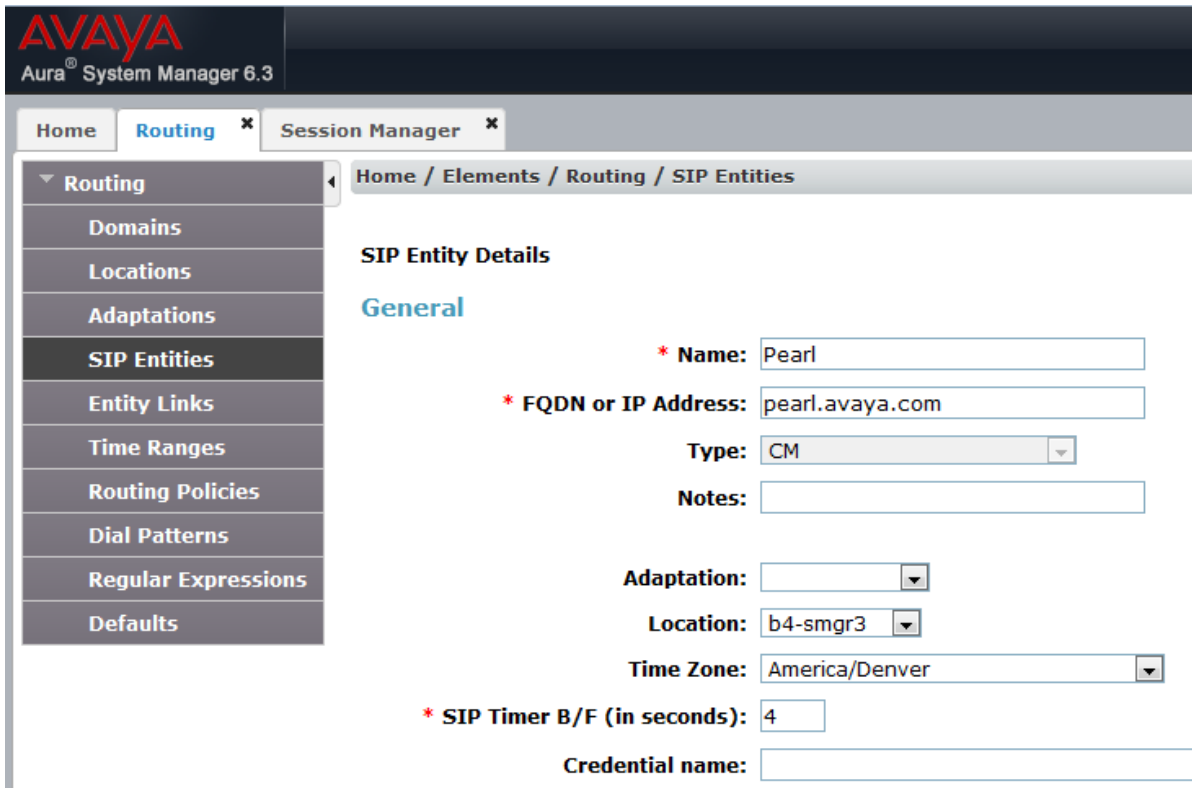 AVAYA
Aura® System Manager 6.3
Home
Routing
Session Manager
Routing
Domains
Locations
Adaptations
SIP Entities
Entity Links
Time Ranges
Routing Policies
Dial Patterns
Regular Expressions
Defaults
Home / Elements / Routing / SIP Entities
SIP Entity Details
General
* Name: Pearl
* FQDN or IP Address: pearl.avaya.com
Type: CM
Notes:
Adaptation:
Location: b4-smgr3
Time Zone: America/Denver
* SIP Timer B/F (in seconds): 4
Credential name: